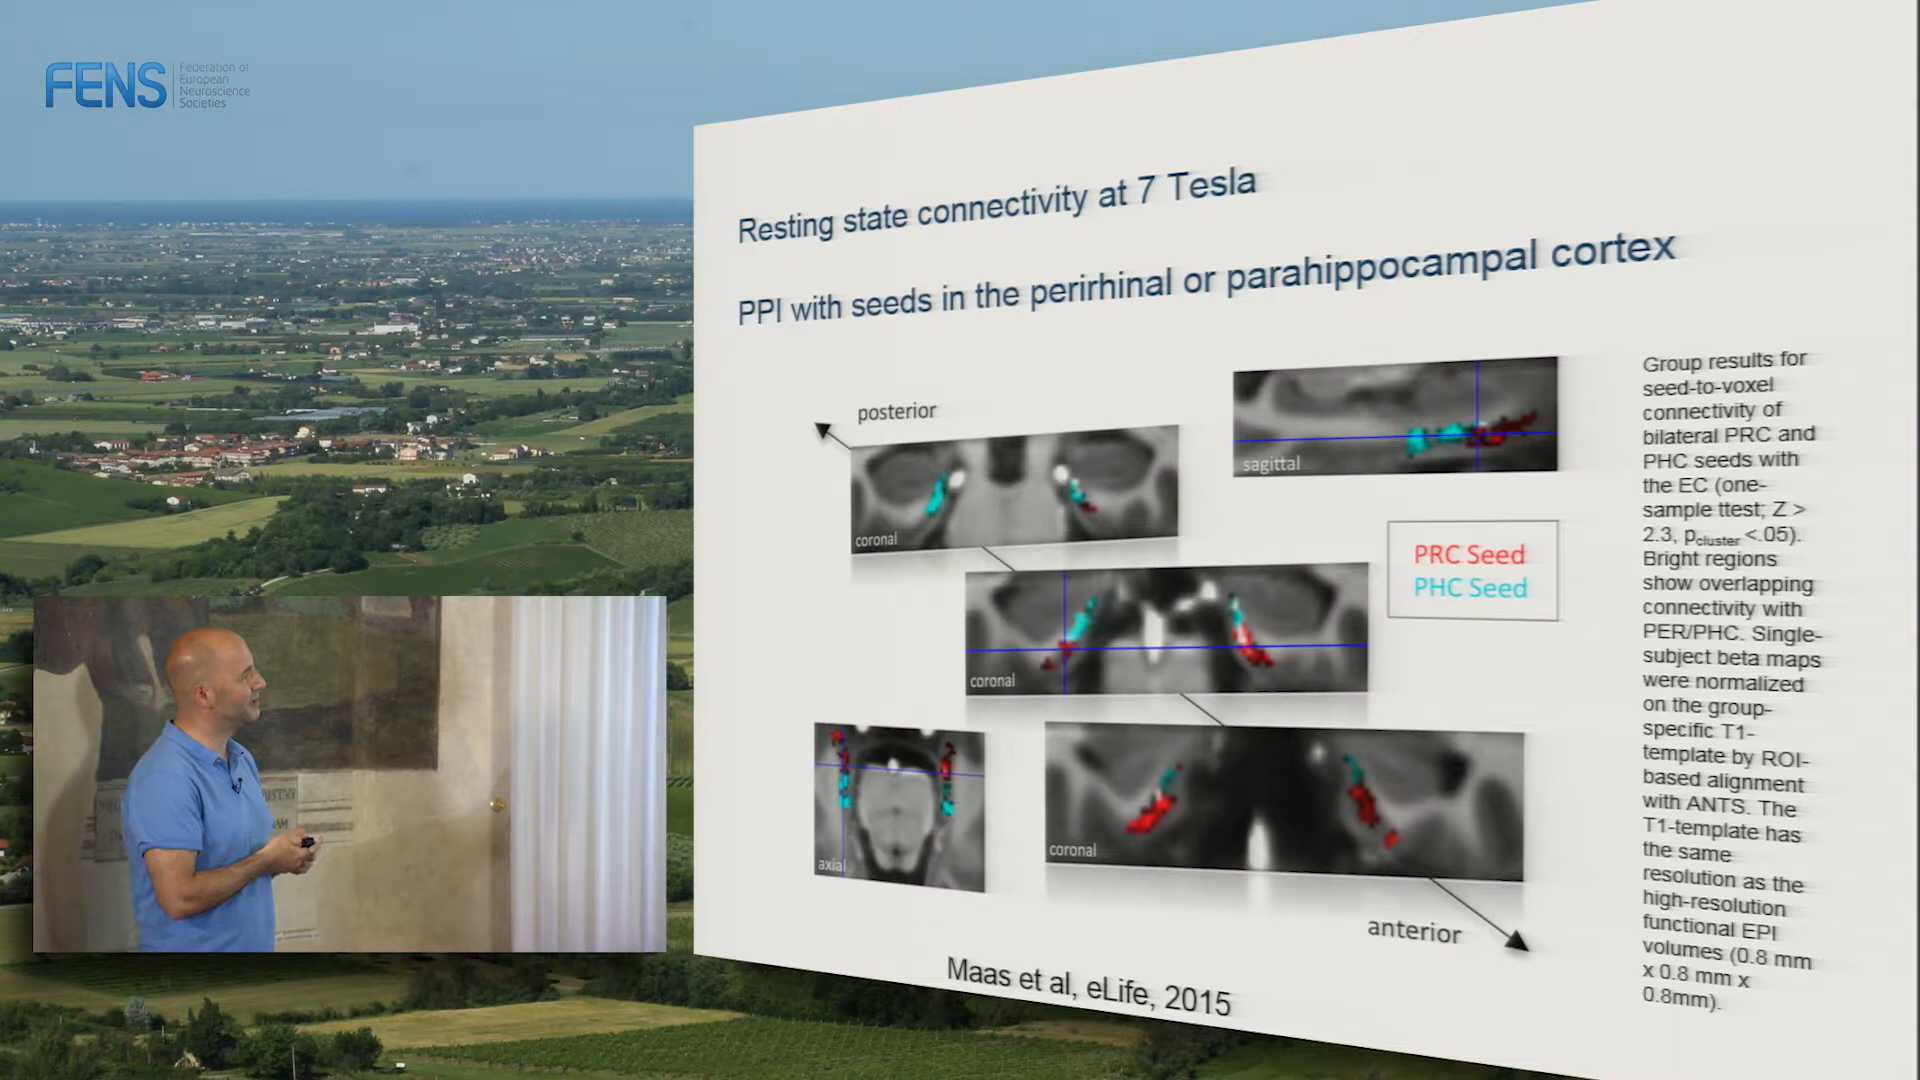 FENS
Federation of
European
Neuroscience
Societies
Resting state connectivity at 7 Tesla
PPI with seeds in the perirhinal or parahippocampal cortex
posterior
coronal
sagittal
PRC Seed
PHC Seed
coronal
axial
coronal
anterior
Group results for
seed-to-voxel
connectivity of
bilateral PRC and
PHC seeds with
the EC (one-
sample ttest; Z >
2.3, pcluster <.05).
Bright regions
show overlapping
connectivity with
PER/PHC. Single-
subject beta maps
were normalized
on the group-
specific T1-
template by ROI-
based alignment
with ANTS. The
T1-template has
the same
resolution as the
high-resolution
functional EPI
volumes (0.8 mm
x 0.8 mm x
0.8mm).
Maas et al, eLife, 2015